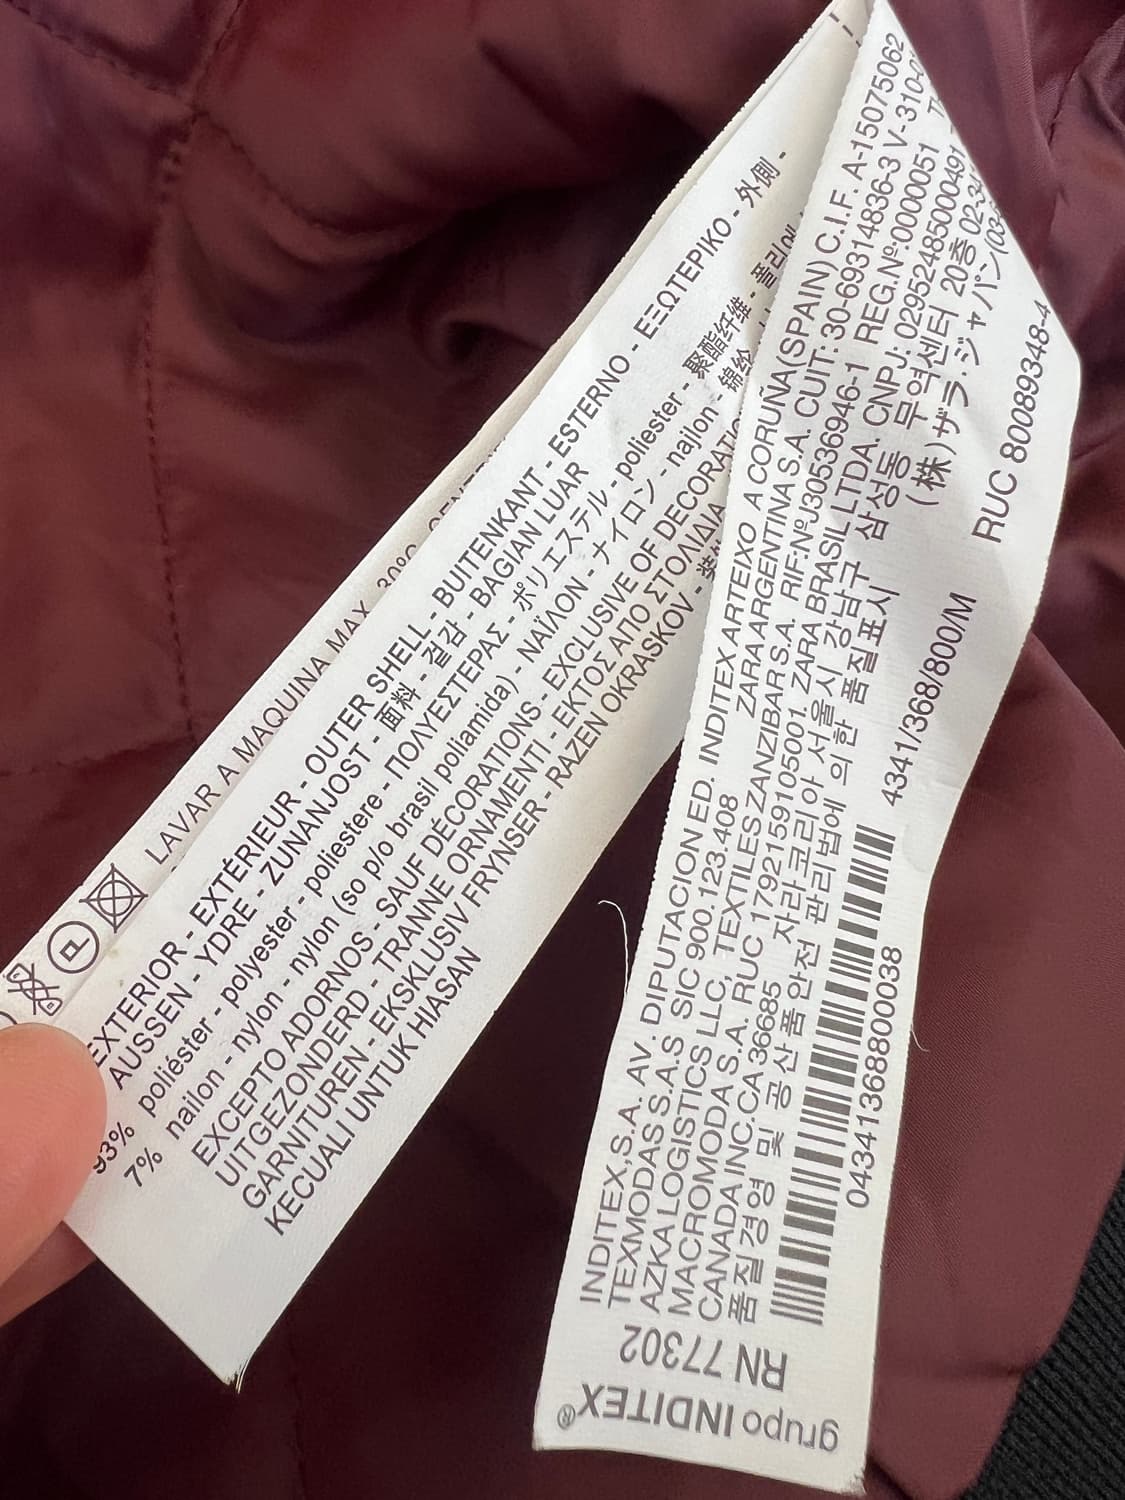 LAVAR A MAQUINA MAX 30°C
EXTERIOR - EXTÉRIEUR - OUTER SHELL - BUITENKANT - ESTERNO - ΕΞΩΤΕΡΙΚΟ - 外側 -
AUSSEN - YDRE - ZUNANJOST - 面料 - 겉감 - BAGIAN LUAR
93% poliéster - polyester - poliestere - ΠΟΛΥΕΣΤΕΡΑΣ - ポリエステル - poliester - 聚酯纤维 -
7% nailon - nylon - nylon (so p/o brasil poliamida) - ΝΑΪΛΟΝ - ナイロン - najlon - 锦纶
EXCEPTO ADORNOS - SAUF DÉCORATIONS - EXCLUSIVE OF DECORATIO
UITGEZONDERD - TRANNE ORNAMENTI - ΕΚΤΟΣ ΑΠΟ ΣΤΟΛΙΔΙΑ
GARNITUREN - EKSKLUSIV FRYNSER - RAZEN OKRASKOV -
KECUALI UNTUK HIASAN
INDITEX,S.A. AV. DIPUTACION ED. INDITEX ARTEIXO A CORUÑA(SPAIN) C.I.F. A-15075062
TEXMODAS S.A.S SIC 900.123.408 ZARA ARGENTINA S.A. CUIT: 30-69314836-3 V-310-0
AZKA LOGISTICS LLC, TEXTILES ZANZIBAR S.A. RIF-NºJ30536946-1 REG.Nº:0000051
MACROMODA S.A. RUC 1792159105001 ZARA BRASIL LTDA. CNPJ: 02952485000491
CANADA,INC.CA 36685 자라코리아 서울시 강남구 삼성동 무역센터 20층 02-34
품질경영 및 공산품안전 관리법에 의한 품질표시 (株)ザラ・ジャパン(03-
4341/368/800/M RUC 80089348-4
04341368800038
RN 77302
grupo INDITEX®